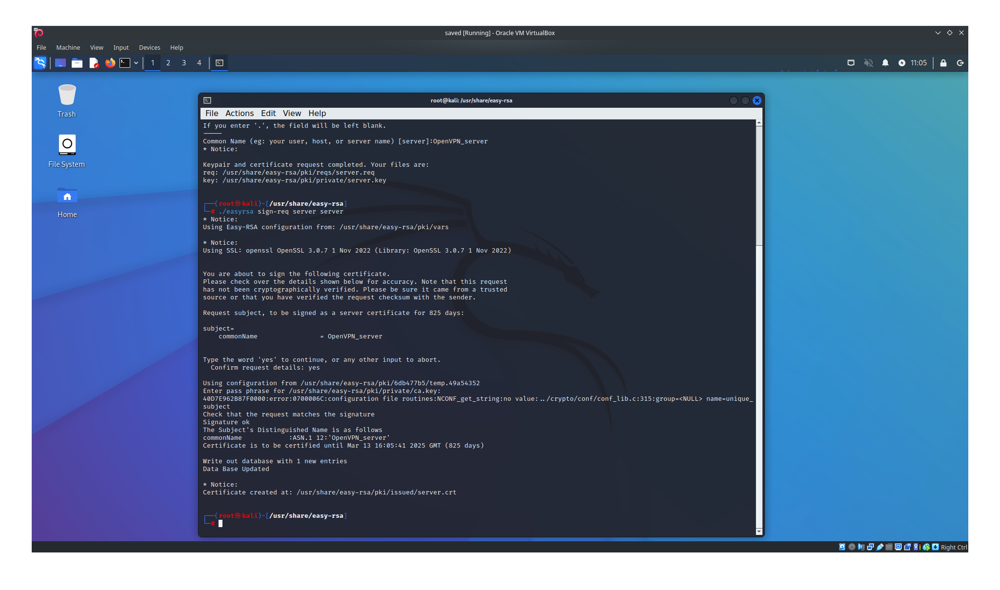 saved [Running] - Oracle VM VirtualBox
File Machine View Input Devices Help
1 2 3 4
11:05
Trash
File System
Home
root@kali: /usr/share/easy-rsa
File Actions Edit View Help
If you enter '.', the field will be left blank.
-----
Common Name (eg: your user, host, or server name) [server]:OpenVPN_server
* Notice:
Keypair and certificate request completed. Your files are:
req: /usr/share/easy-rsa/pki/reqs/server.req
key: /usr/share/easy-rsa/pki/private/server.key
┌──(root㉿kali)-[/usr/share/easy-rsa]
└─# ./easyrsa sign-req server server
* Notice:
Using Easy-RSA configuration from: /usr/share/easy-rsa/pki/vars
* Notice:
Using SSL: openssl OpenSSL 3.0.7 1 Nov 2022 (Library: OpenSSL 3.0.7 1 Nov 2022)
You are about to sign the following certificate.
Please check over the details shown below for accuracy. Note that this request
has not been cryptographically verified. Please be sure it came from a trusted
source or that you have verified the request checksum with the sender.
Request subject, to be signed as a server certificate for 825 days:
subject=
commonName = OpenVPN_server
Type the word 'yes' to continue, or any other input to abort.
Confirm request details: yes
Using configuration from /usr/share/easy-rsa/pki/6db477b5/temp.49a54352
Enter pass phrase for /usr/share/easy-rsa/pki/private/ca.key:
40D7E962B87F0000:error:0700006C:configuration file routines:NCONF_get_string:no value:../crypto/conf/conf_lib.c:315:group=<NULL> name=unique_
subject
Check that the request matches the signature
Signature ok
The Subject's Distinguished Name is as follows
commonName :ASN.1 12:'OpenVPN_server'
Certificate is to be certified until Mar 13 16:05:41 2025 GMT (825 days)
Write out database with 1 new entries
Data Base Updated
* Notice:
Certificate created at: /usr/share/easy-rsa/pki/issued/server.crt
┌──(root㉿kali)-[/usr/share/easy-rsa]
└─#
Right Ctrl